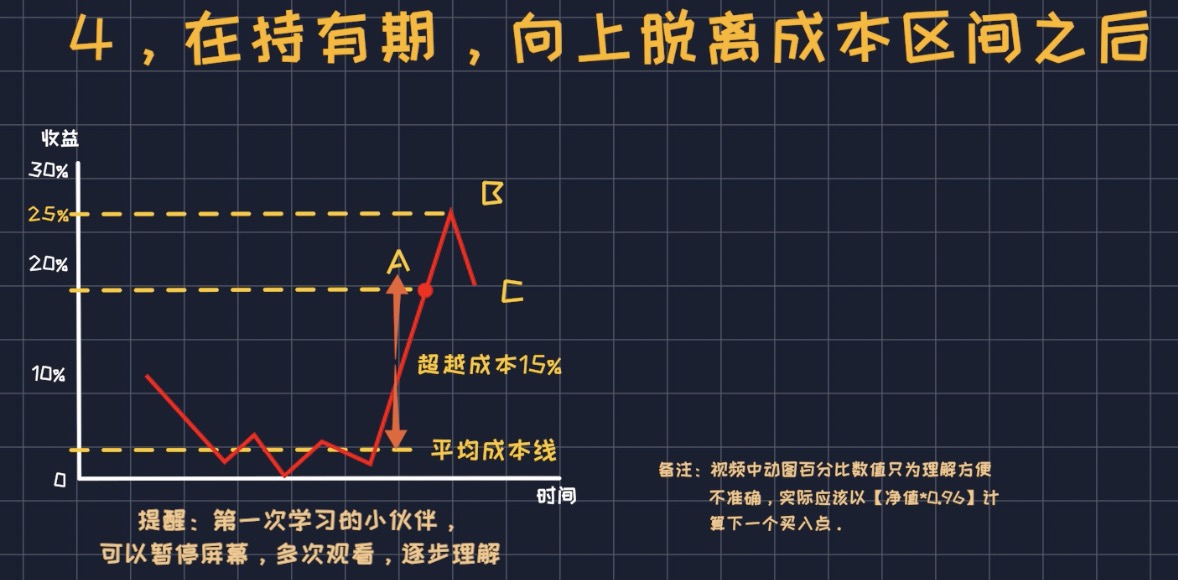 4，在持有期，向上脱离成本区间之后
收益
30%
25%
20%
10%
0
B
A
C
超越成本15%
平均成本线
时间
提醒：第一次学习的小伙伴，
可以暂停屏幕，多次观看，逐步理解
备注：视频中动图百分比数值只为理解方便
不准确，实际应该以【净值*0.96】计
算下一个买入点.